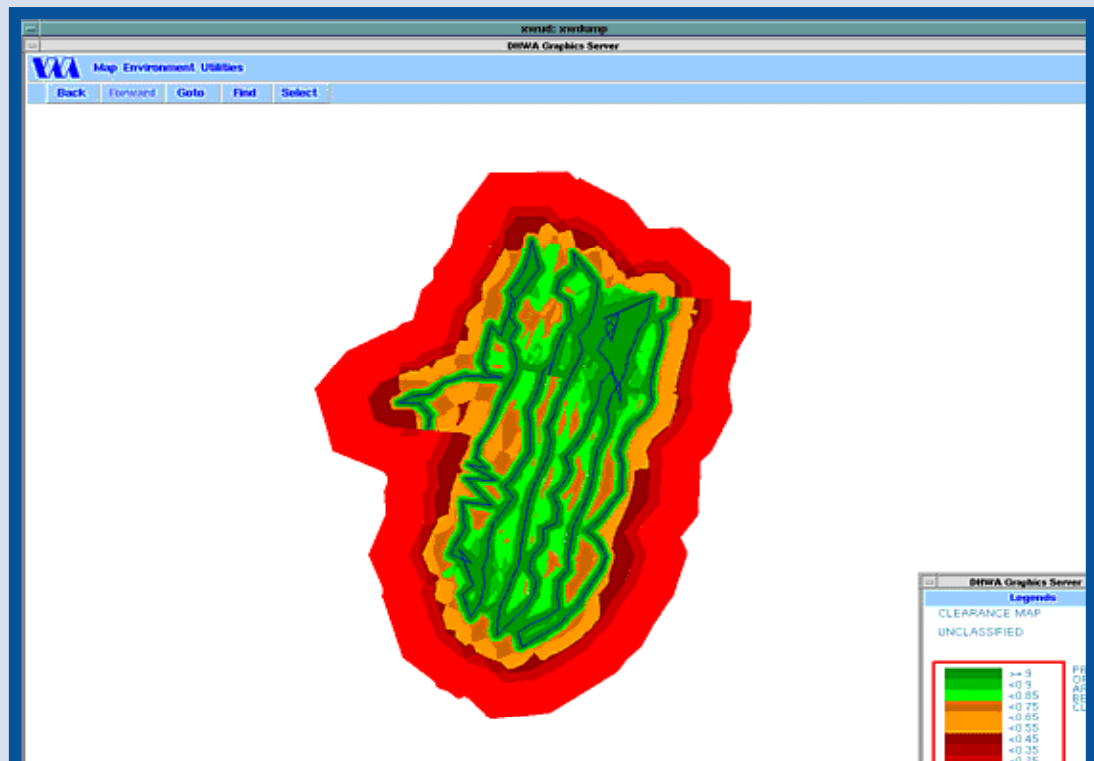 xwud: xwdump
DHWA Graphics Server
Map Environment Utilities
Back Forward Goto Find Select
DHWA Graphics Server
Legends
CLEARANCE MAP
UNCLASSIFIED
>=.9
<0.9
<0.85
<0.75
<0.65
<0.55
<0.45
<0.35